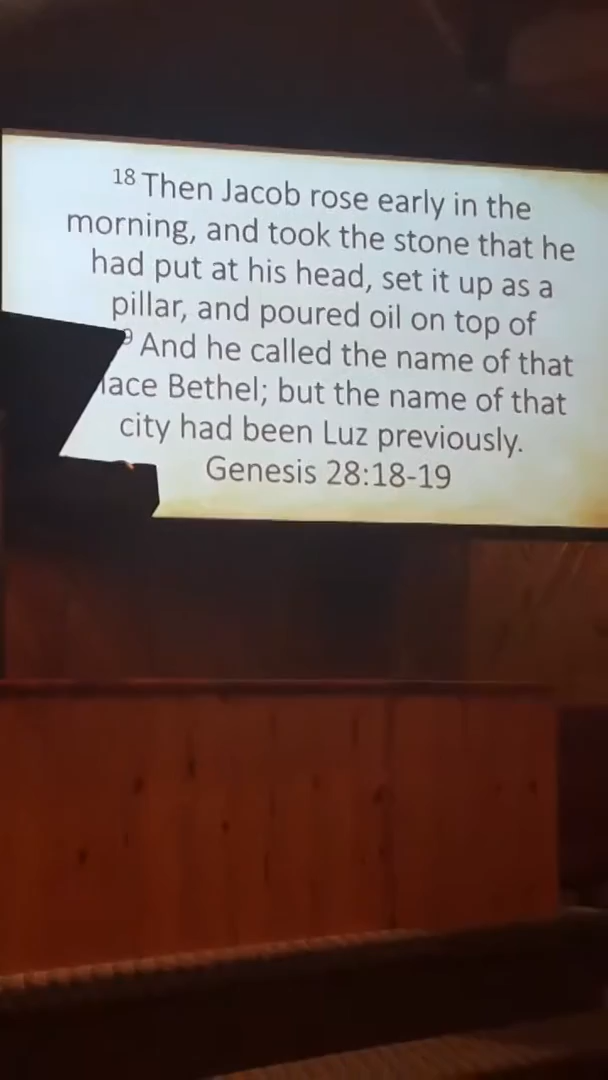 18 Then Jacob rose early in the
morning, and took the stone that he
had put at his head, set it up as a
pillar, and poured oil on top of
9 And he called the name of that
lace Bethel; but the name of that
city had been Luz previously.
Genesis 28:18-19